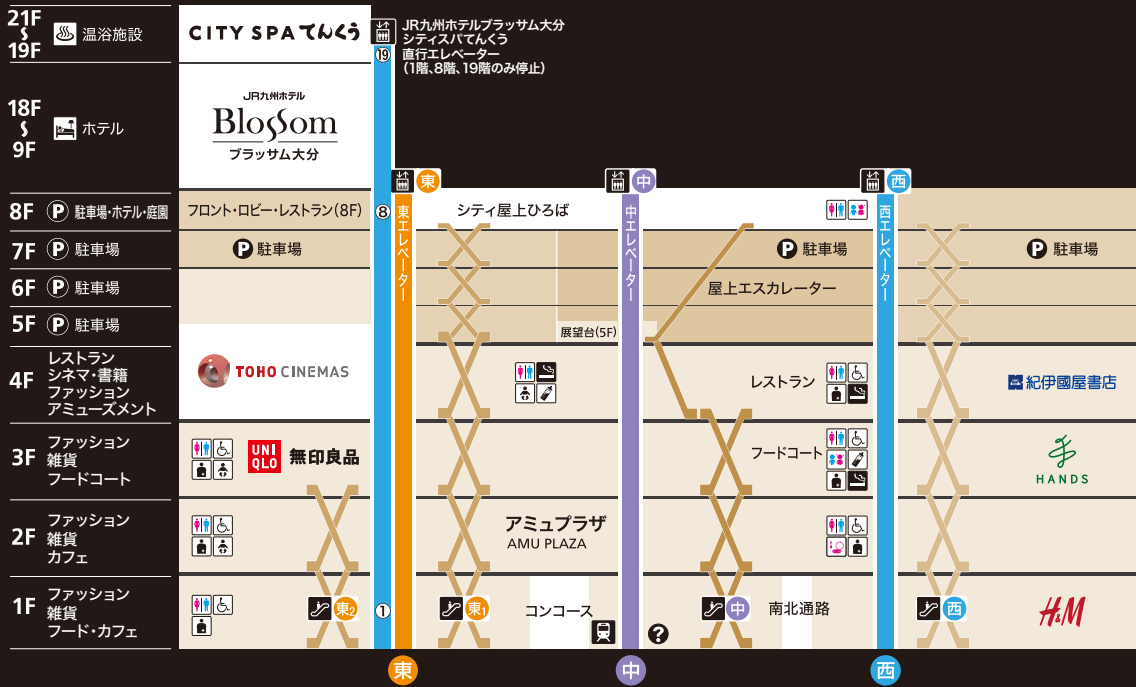 21F
〜
19F
温浴施設
CITY SPA てんくう
JR九州ホテルブラッサム大分
シティスパてんくう
直行エレベーター
(1階、8階、19階のみ停止)
⑲
18F
〜
9F
ホテル
JR九州ホテル
Blossom
ブラッサム大分
東
中
西
8F
P 駐車場・ホテル・庭園
フロント・ロビー・レストラン(8F)
⑧
シティ屋上ひろば
東エレベーター
中エレベーター
西エレベーター
7F
P 駐車場
P 駐車場
P 駐車場
P 駐車場
6F
P 駐車場
屋上エスカレーター
5F
P 駐車場
展望台(5F)
4F
レストラン
シネマ・書籍
ファッション
アミューズメント
TOHO CINEMAS
レストラン
紀伊國屋書店
3F
ファッション
雑貨
フードコート
UNI
QLO
無印良品
フードコート
HANDS
2F
ファッション
雑貨
カフェ
アミュプラザ
AMU PLAZA
1F
ファッション
雑貨
フード・カフェ
東2
①
東1
コンコース
?
中
南北通路
西
H&M
東
中
西